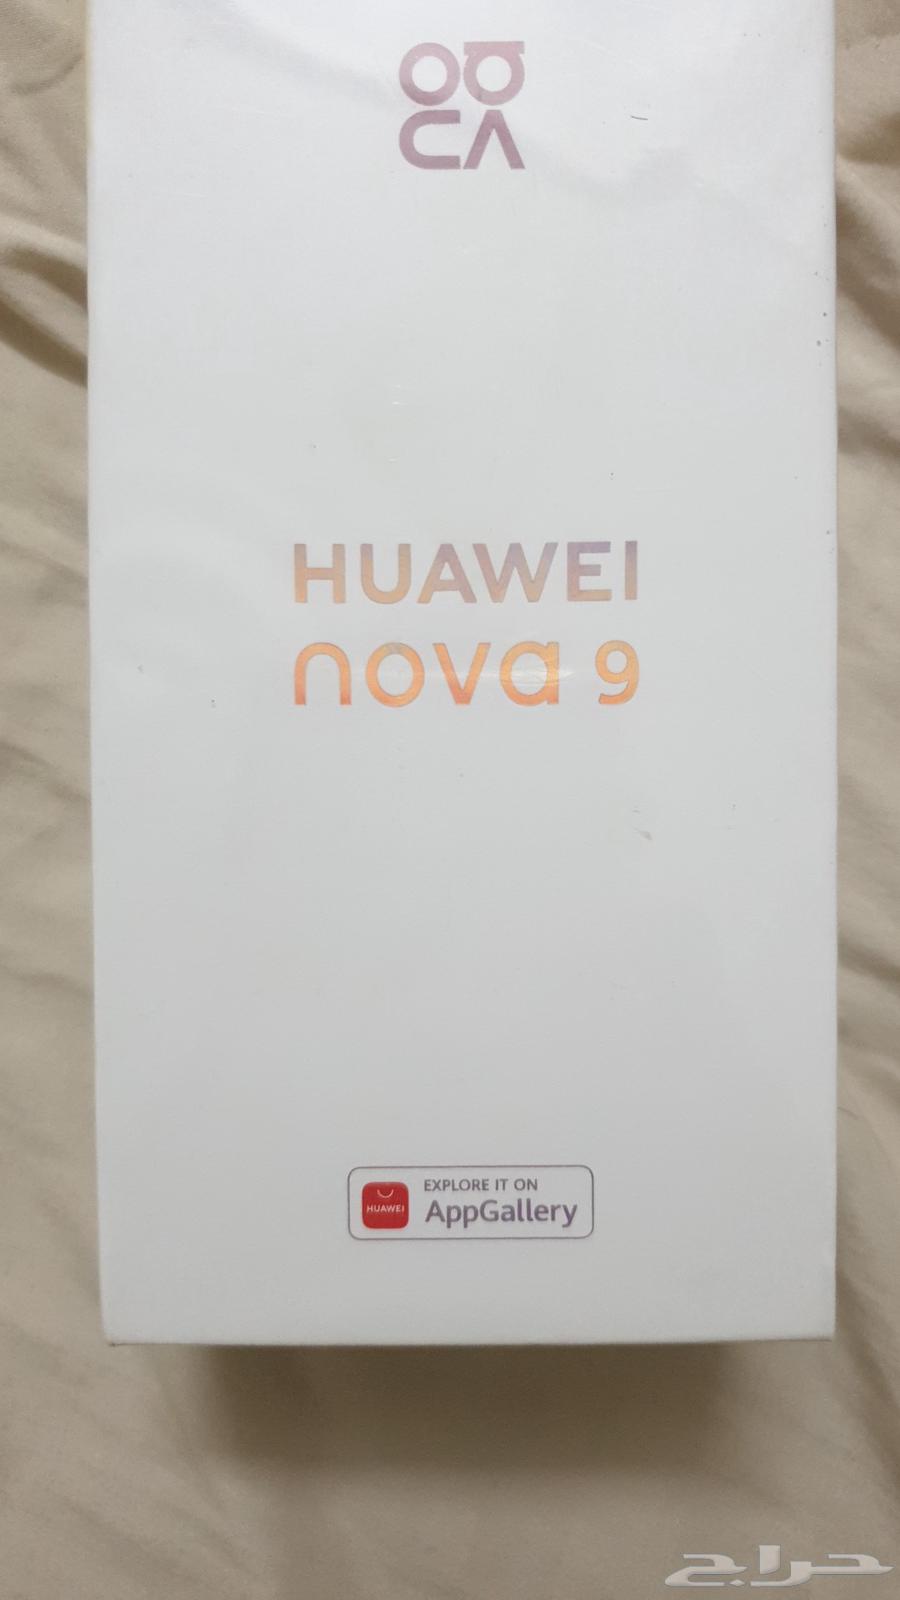 HUAWEI
nova 9
EXPLORE IT ON
HUAWEI
AppGallery
حراج